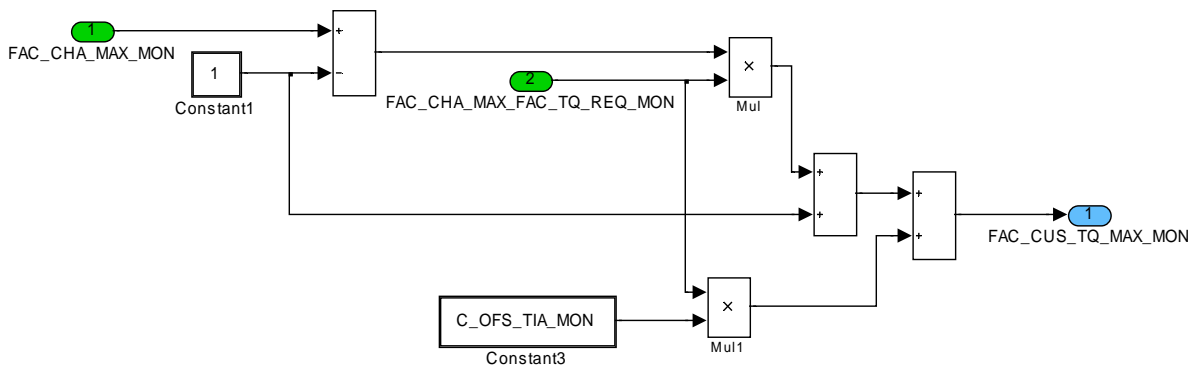 1
FAC_CHA_MAX_MON
+
1
−
Constant1
2
FAC_CHA_MAX_FAC_TQ_REQ_MON
×
Mul
+
+
+
+
1
FAC_CUS_TQ_MAX_MON
C_OFS_TIA_MON
Constant3
×
Mul1